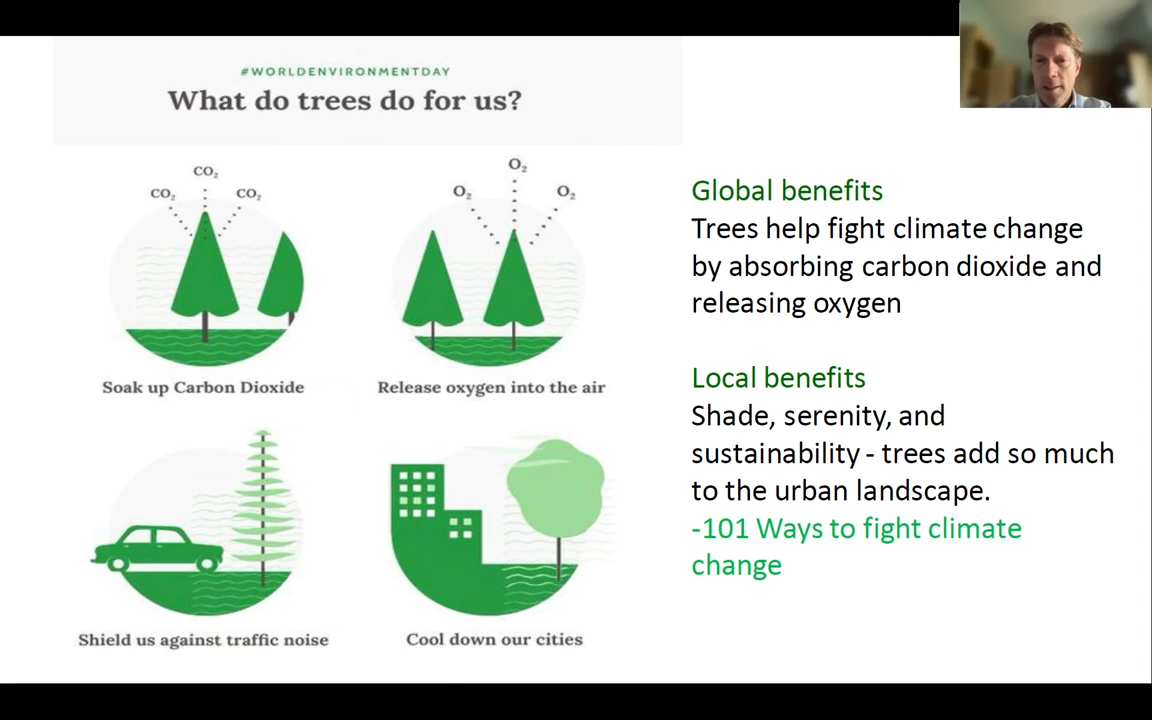 #WORLDENVIRONMENTDAY
What do trees do for us?
CO₂
CO₂
CO₂
O₂
O₂
O₂
Soak up Carbon Dioxide
Release oxygen into the air
Shield us against traffic noise
Cool down our cities
Global benefits
Trees help fight climate change
by absorbing carbon dioxide and
releasing oxygen
Local benefits
Shade, serenity, and
sustainability - trees add so much
to the urban landscape.
-101 Ways to fight climate
change